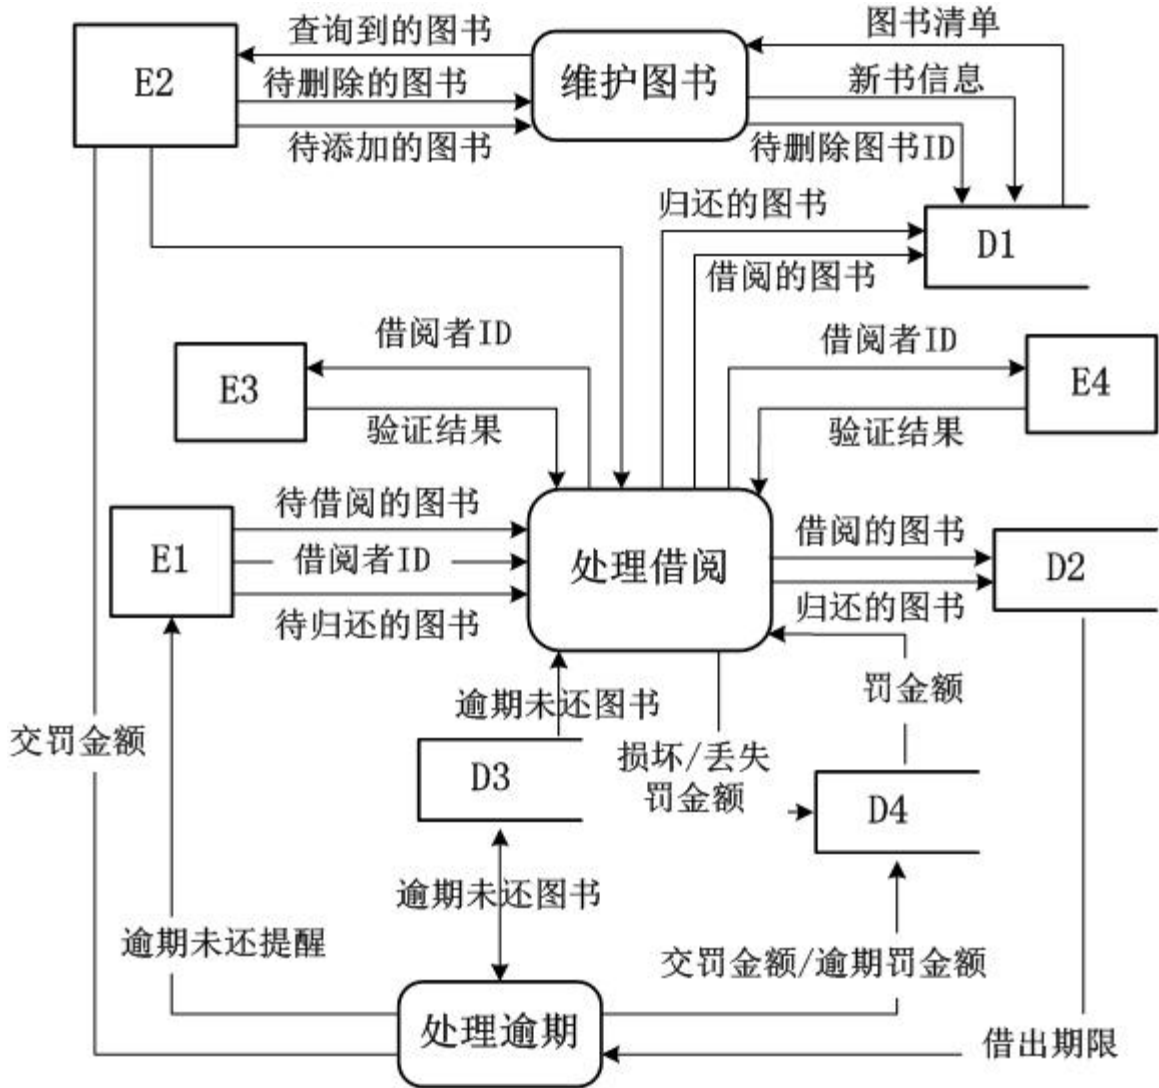 图书清单
查询到的图书
E2
维护图书
新书信息
待删除的图书
待添加的图书
待删除图书ID
归还的图书
D1
借阅的图书
借阅者ID
借阅者ID
E3
E4
验证结果
验证结果
待借阅的图书
借阅的图书
E1
借阅者ID
处理借阅
D2
待归还的图书
归还的图书
罚金额
逾期未还图书
交罚金额
损坏/丢失
罚金额
D3
D4
逾期未还图书
逾期未还提醒
交罚金额/逾期罚金额
处理逾期
借出期限